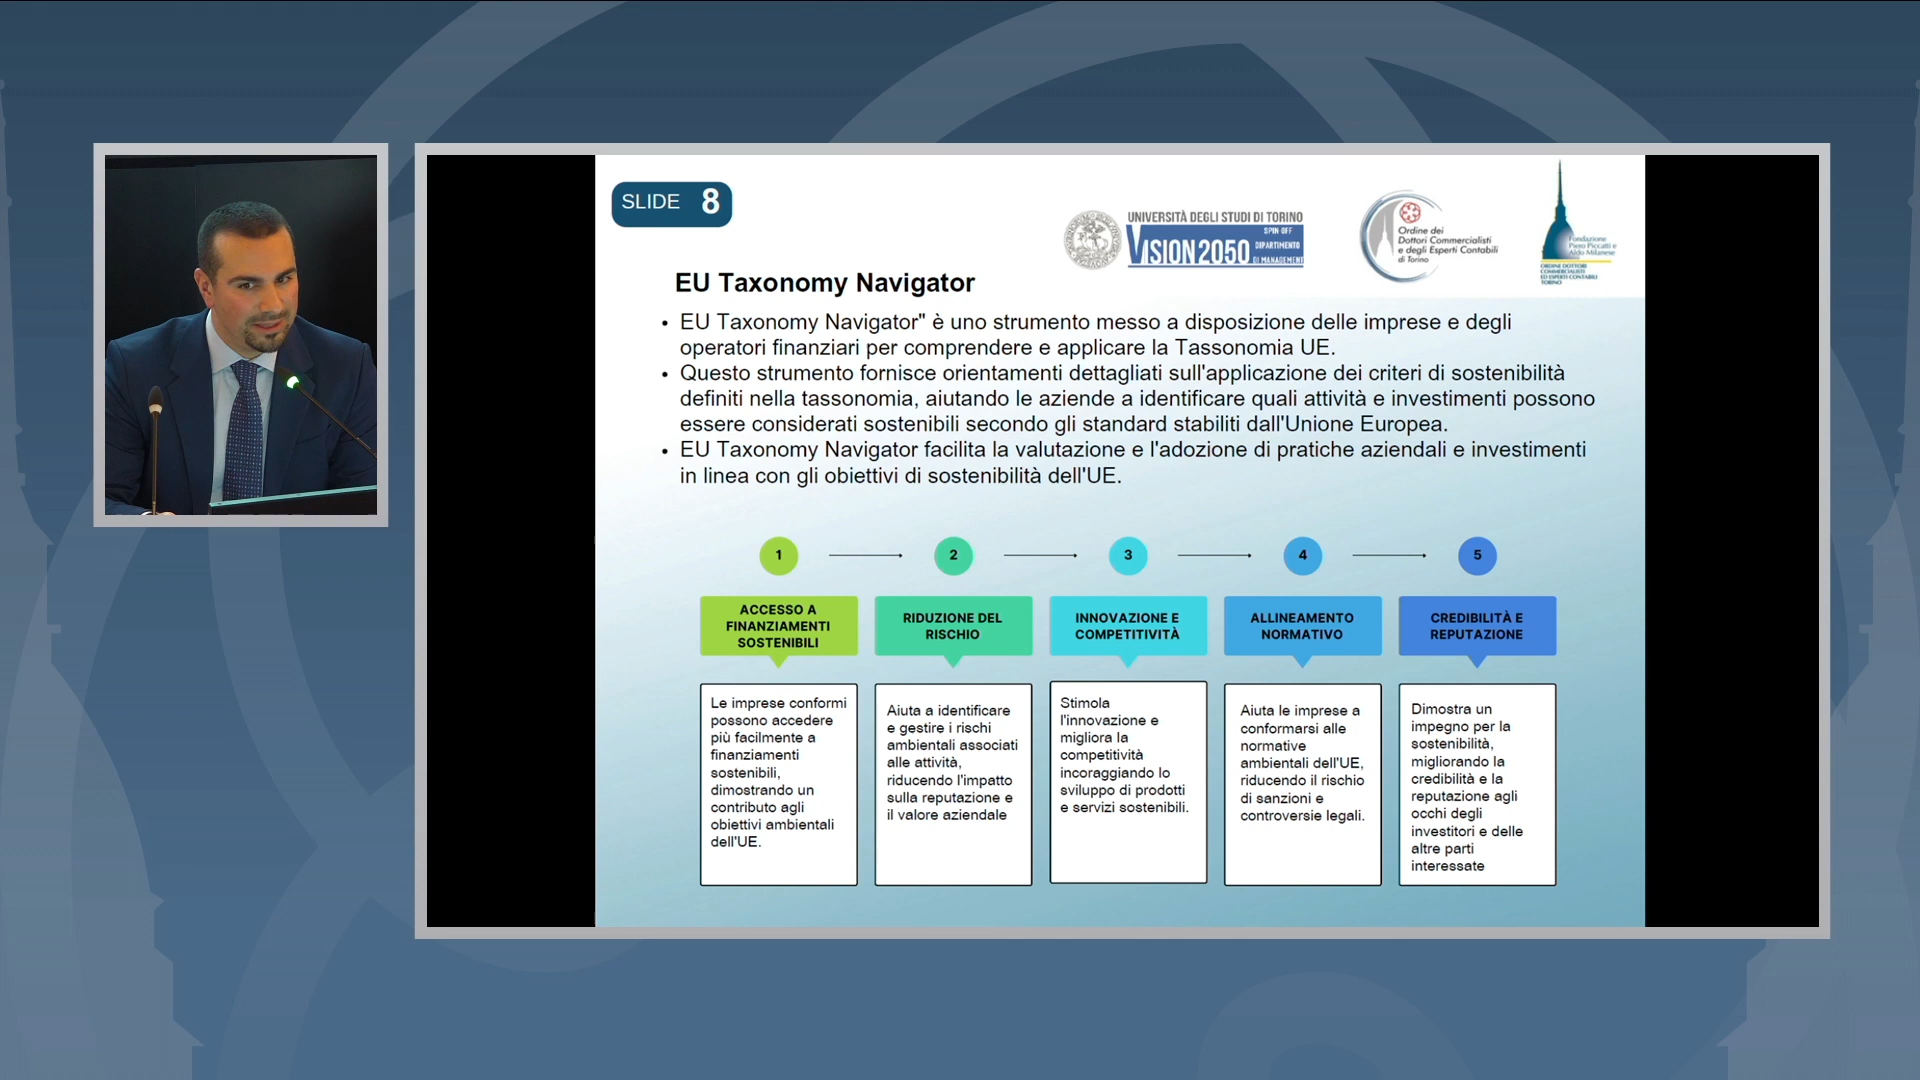 SLIDE 8
UNIVERSITÀ DEGLI STUDI DI TORINO
VISION 2050
SPIN OFF
DIPARTIMENTO
DI MANAGEMENT
Ordine dei
Dottori Commercialisti
e degli Esperti Contabili
di Torino
Fondazione
Piero Piccatti e
Aldo Milanese
ORDINE DOTTORI
COMMERCIALISTI
ED ESPERTI CONTABILI
TORINO
EU Taxonomy Navigator
• EU Taxonomy Navigator" è uno strumento messo a disposizione delle imprese e degli
operatori finanziari per comprendere e applicare la Tassonomia UE.
• Questo strumento fornisce orientamenti dettagliati sull'applicazione dei criteri di sostenibilità
definiti nella tassonomia, aiutando le aziende a identificare quali attività e investimenti possono
essere considerati sostenibili secondo gli standard stabiliti dall'Unione Europea.
• EU Taxonomy Navigator facilita la valutazione e l'adozione di pratiche aziendali e investimenti
in linea con gli obiettivi di sostenibilità dell'UE.
1
ACCESSO A
FINANZIAMENTI
SOSTENIBILI
Le imprese conformi
possono accedere
più facilmente a
finanziamenti
sostenibili,
dimostrando un
contributo agli
obiettivi ambientali
dell'UE.
2
RIDUZIONE DEL
RISCHIO
Aiuta a identificare
e gestire i rischi
ambientali associati
alle attività,
riducendo l'impatto
sulla reputazione e
il valore aziendale
3
INNOVAZIONE E
COMPETITIVITÀ
Stimola
l'innovazione e
migliora la
competitività
incoraggiando lo
sviluppo di prodotti
e servizi sostenibili.
4
ALLINEAMENTO
NORMATIVO
Aiuta le imprese a
conformarsi alle
normative
ambientali dell'UE,
riducendo il rischio
di sanzioni e
controversie legali.
5
CREDIBILITÀ E
REPUTAZIONE
Dimostra un
impegno per la
sostenibilità,
migliorando la
credibilità e la
reputazione agli
occhi degli
investitori e delle
altre parti
interessate